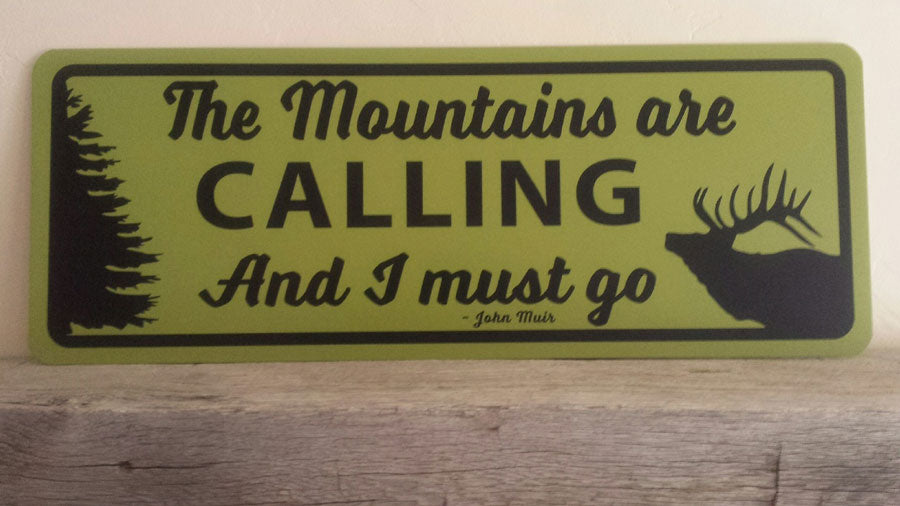 The Mountains are
CALLING
And I must go
- John Muir